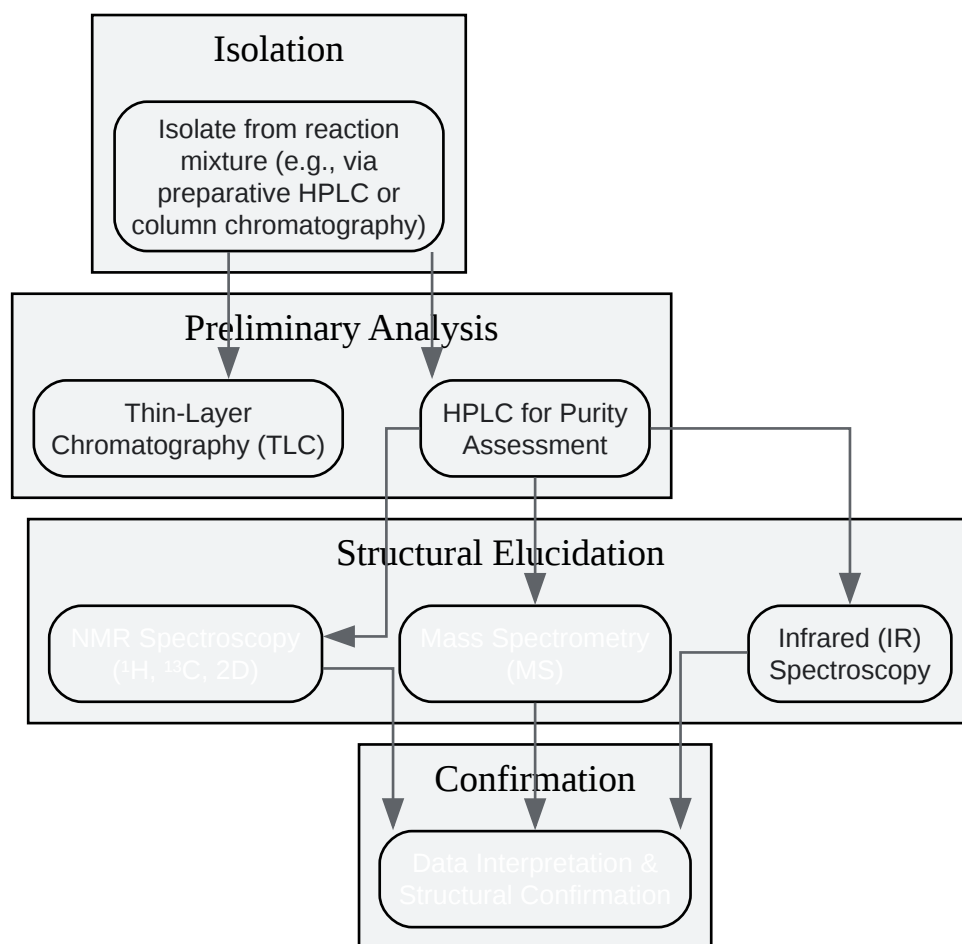 Isolation
Isolate from reaction
mixture (e.g., via
preparative HPLC or
column chromatography)
Preliminary Analysis
Thin-Layer
Chromatography (TLC)
HPLC for Purity
Assessment
Structural Elucidation
NMR Spectroscopy
(¹H, ¹³C, 2D)
Mass Spectrometry
(MS)
Infrared (IR)
Spectroscopy
Confirmation
Data Interpretation &
Structural Confirmation